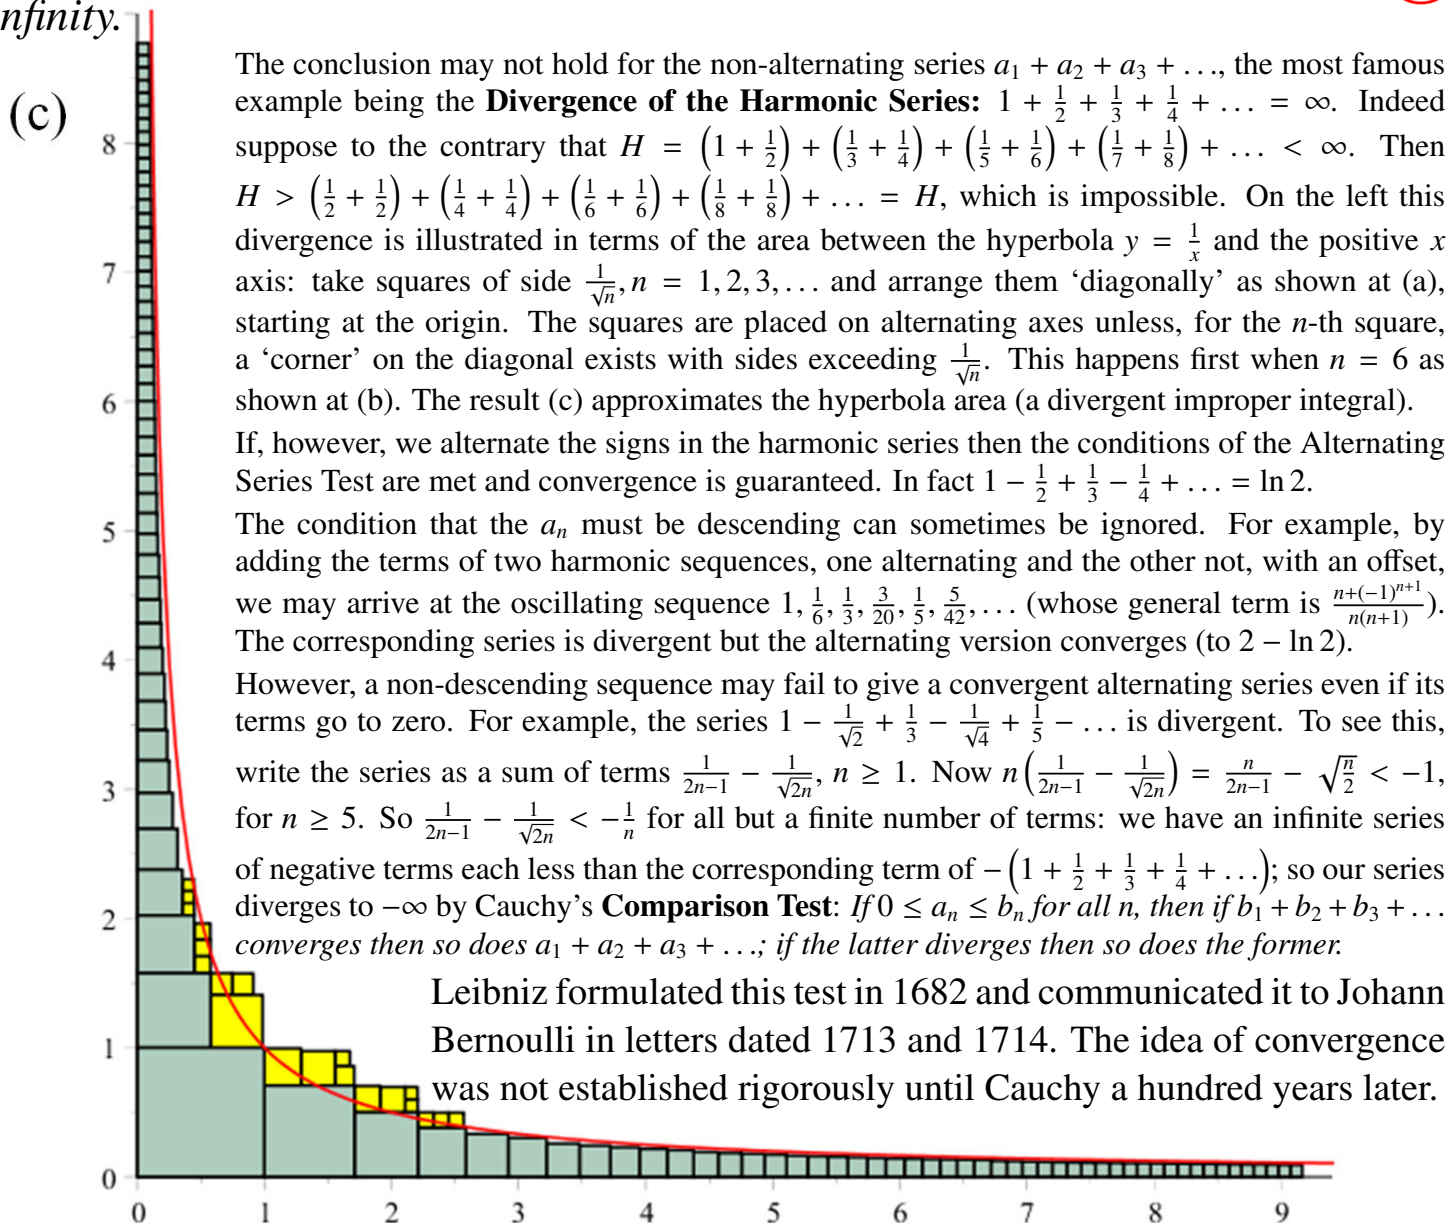 nfinity.
(c)
The conclusion may not hold for the non-alternating series a₁ + a₂ + a₃ + …, the most famous
example being the Divergence of the Harmonic Series: 1 + 1/2 + 1/3 + 1/4 + … = ∞. Indeed
suppose to the contrary that H = (1 + 1/2) + (1/3 + 1/4) + (1/5 + 1/6) + (1/7 + 1/8) + … < ∞. Then
H > (1/2 + 1/2) + (1/4 + 1/4) + (1/6 + 1/6) + (1/8 + 1/8) + … = H, which is impossible. On the left this
divergence is illustrated in terms of the area between the hyperbola y = 1/x and the positive x
axis: take squares of side 1/√n, n = 1, 2, 3, … and arrange them ‘diagonally’ as shown at (a),
starting at the origin. The squares are placed on alternating axes unless, for the n-th square,
a ‘corner’ on the diagonal exists with sides exceeding 1/√n. This happens first when n = 6 as
shown at (b). The result (c) approximates the hyperbola area (a divergent improper integral).
If, however, we alternate the signs in the harmonic series then the conditions of the Alternating
Series Test are met and convergence is guaranteed. In fact 1 − 1/2 + 1/3 − 1/4 + … = ln 2.
The condition that the aₙ must be descending can sometimes be ignored. For example, by
adding the terms of two harmonic sequences, one alternating and the other not, with an offset,
we may arrive at the oscillating sequence 1, 1/6, 1/3, 3/20, 1/5, 5/42, … (whose general term is (n+(−1)ⁿ⁺¹)/(n(n+1))).
The corresponding series is divergent but the alternating version converges (to 2 − ln 2).
However, a non-descending sequence may fail to give a convergent alternating series even if its
terms go to zero. For example, the series 1 − 1/√2 + 1/3 − 1/√4 + 1/5 − … is divergent. To see this,
write the series as a sum of terms 1/(2n−1) − 1/√(2n), n ≥ 1. Now n(1/(2n−1) − 1/√(2n)) = n/(2n−1) − √(n/2) < −1,
for n ≥ 5. So 1/(2n−1) − 1/√(2n) < −1/n for all but a finite number of terms: we have an infinite series
of negative terms each less than the corresponding term of −(1 + 1/2 + 1/3 + 1/4 + …); so our series
diverges to −∞ by Cauchy’s Comparison Test: If 0 ≤ aₙ ≤ bₙ for all n, then if b₁ + b₂ + b₃ + …
converges then so does a₁ + a₂ + a₃ + …; if the latter diverges then so does the former.
Leibniz formulated this test in 1682 and communicated it to Johann
Bernoulli in letters dated 1713 and 1714. The idea of convergence
was not established rigorously until Cauchy a hundred years later.
8
7
6
5
4
3
2
1
0
0 1 2 3 4 5 6 7 8 9